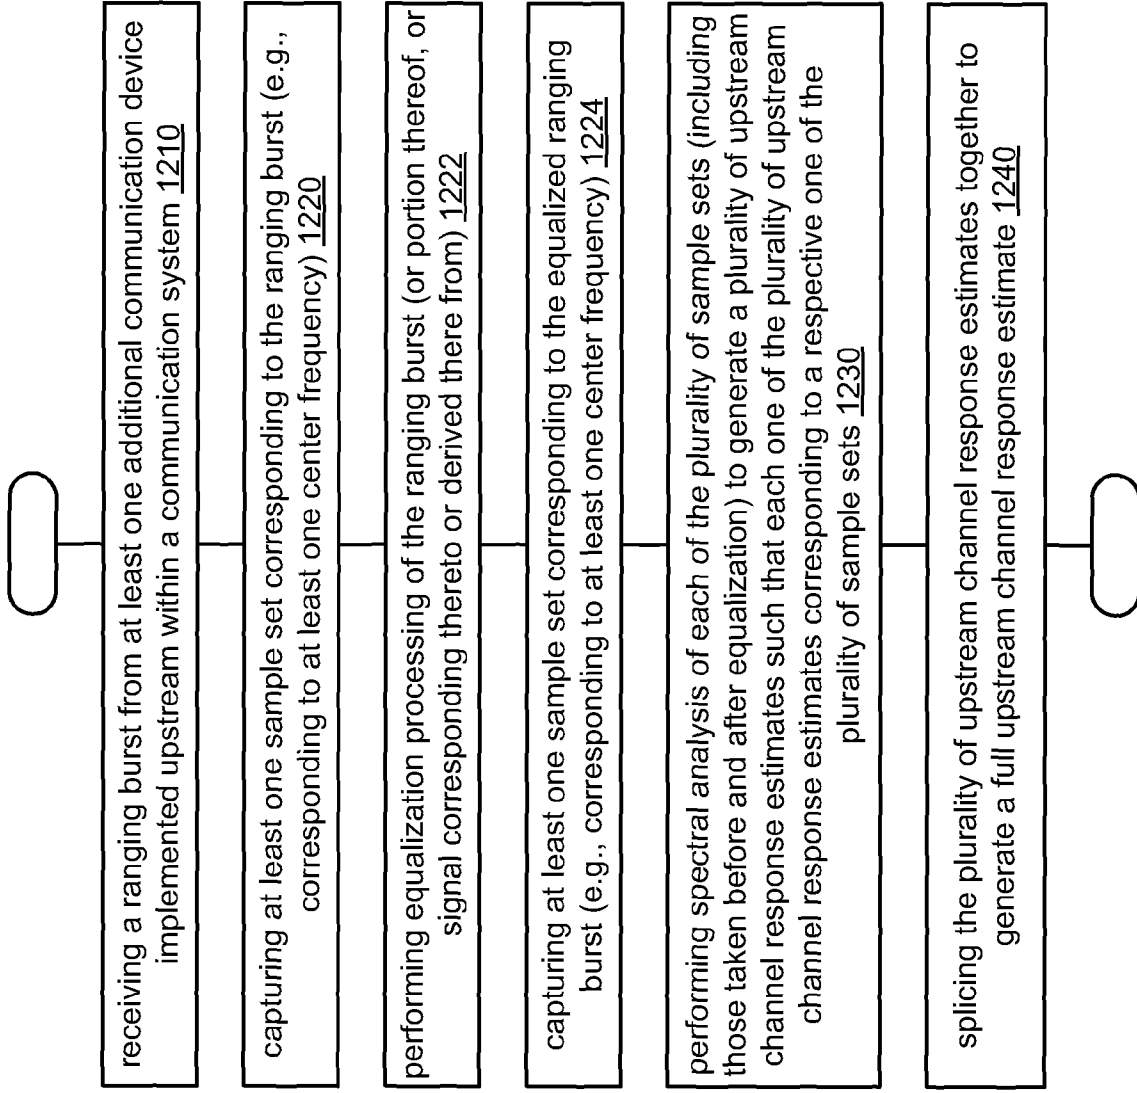 receiving a ranging burst from at least one additional communication device
implemented upstream within a communication system 1210
capturing at least one sample set corresponding to the ranging burst (e.g.,
corresponding to at least one center frequency) 1220
performing equalization processing of the ranging burst (or portion thereof, or
signal corresponding thereto or derived there from) 1222
capturing at least one sample set corresponding to the equalized ranging
burst (e.g., corresponding to at least one center frequency) 1224
performing spectral analysis of each of the plurality of sample sets (including
those taken before and after equalization) to generate a plurality of upstream
channel response estimates such that each one of the plurality of upstream
channel response estimates corresponding to a respective one of the
plurality of sample sets 1230
splicing the plurality of upstream channel response estimates together to
generate a full upstream channel response estimate 1240